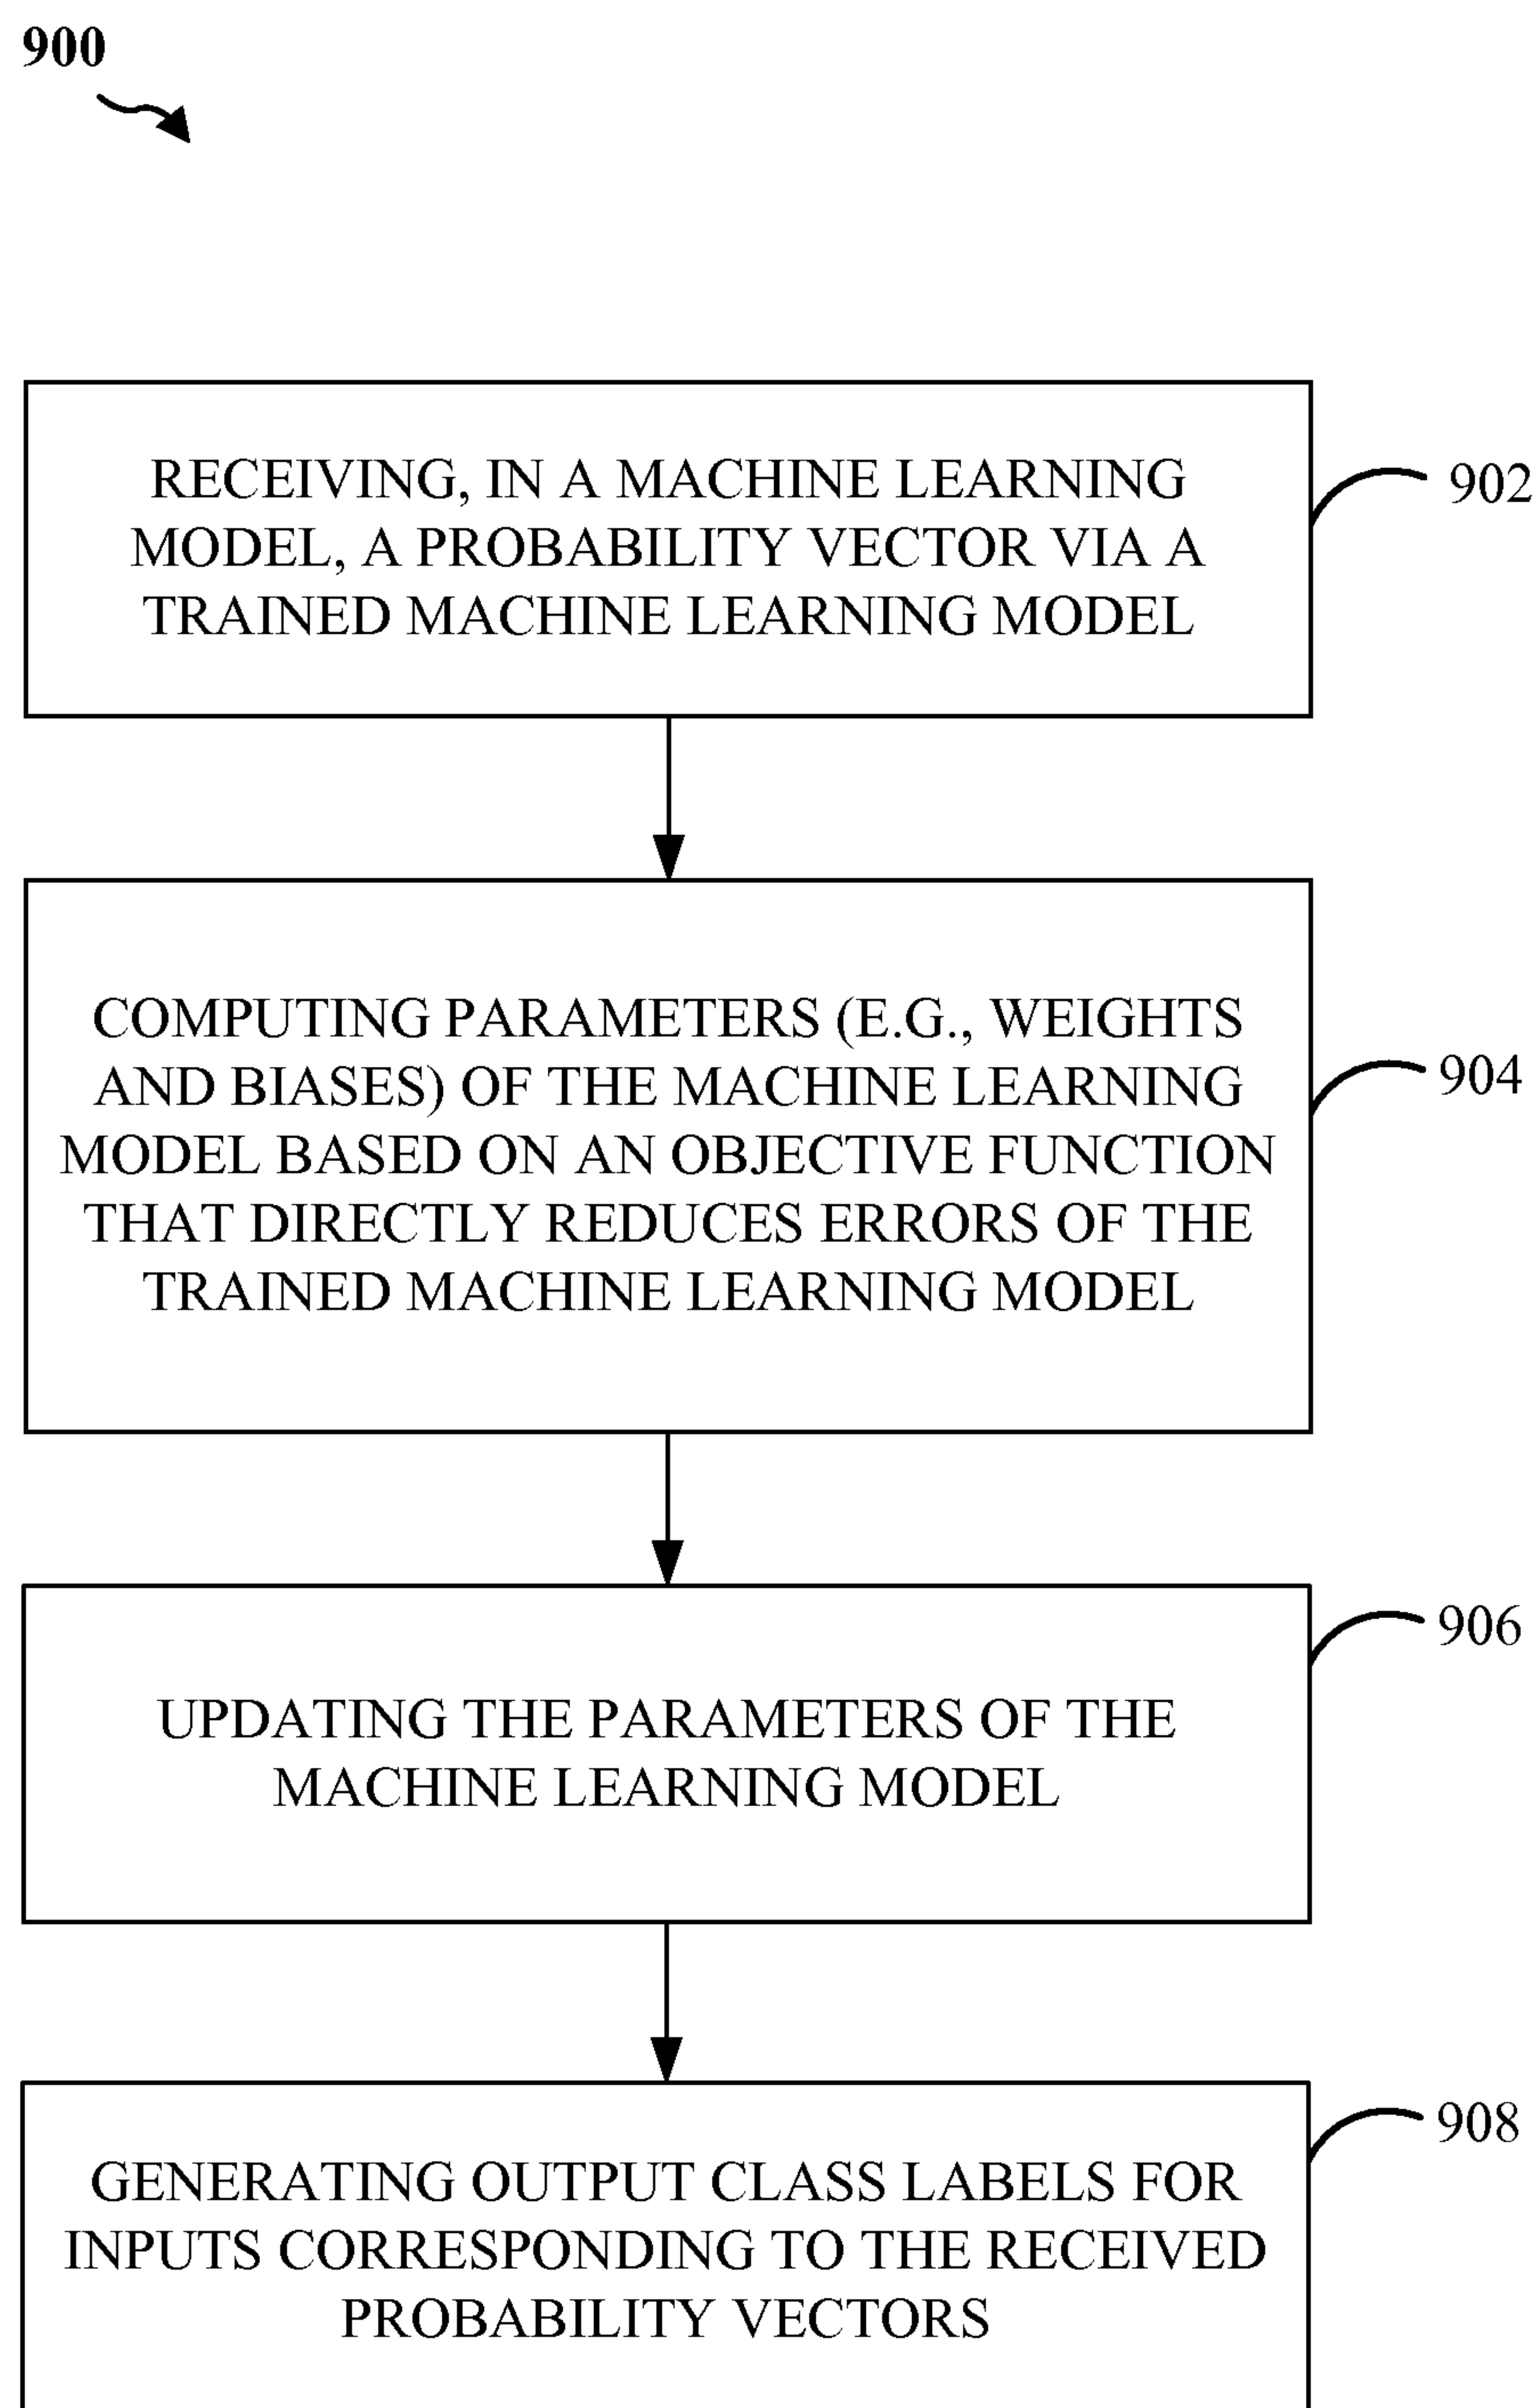 900
RECEIVING, IN A MACHINE LEARNING
MODEL, A PROBABILITY VECTOR VIA A
TRAINED MACHINE LEARNING MODEL
902
COMPUTING PARAMETERS (E.G., WEIGHTS
AND BIASES) OF THE MACHINE LEARNING
MODEL BASED ON AN OBJECTIVE FUNCTION
THAT DIRECTLY REDUCES ERRORS OF THE
TRAINED MACHINE LEARNING MODEL
904
UPDATING THE PARAMETERS OF THE
MACHINE LEARNING MODEL
906
GENERATING OUTPUT CLASS LABELS FOR
INPUTS CORRESPONDING TO THE RECEIVED
PROBABILITY VECTORS
908